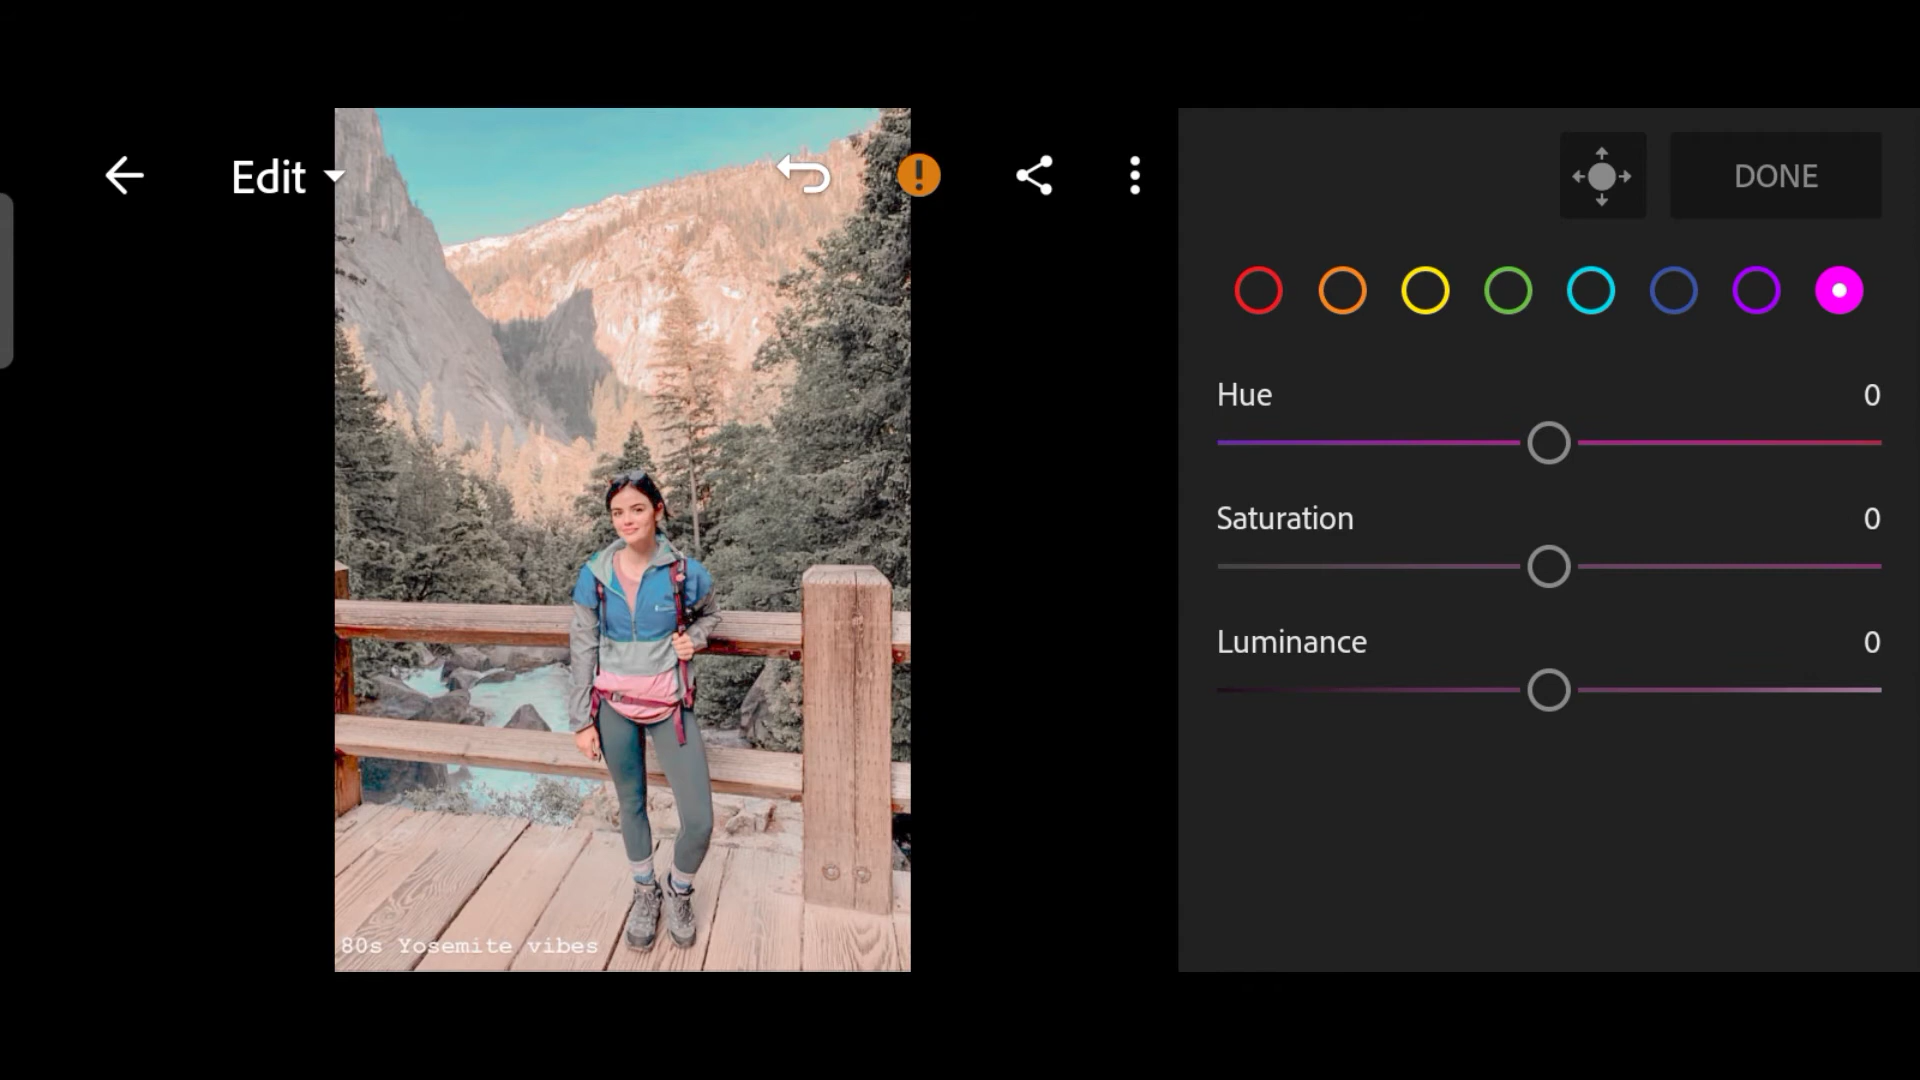 Edit
DONE
Hue 0
Saturation 0
Luminance 0
80s Yosemite vibes